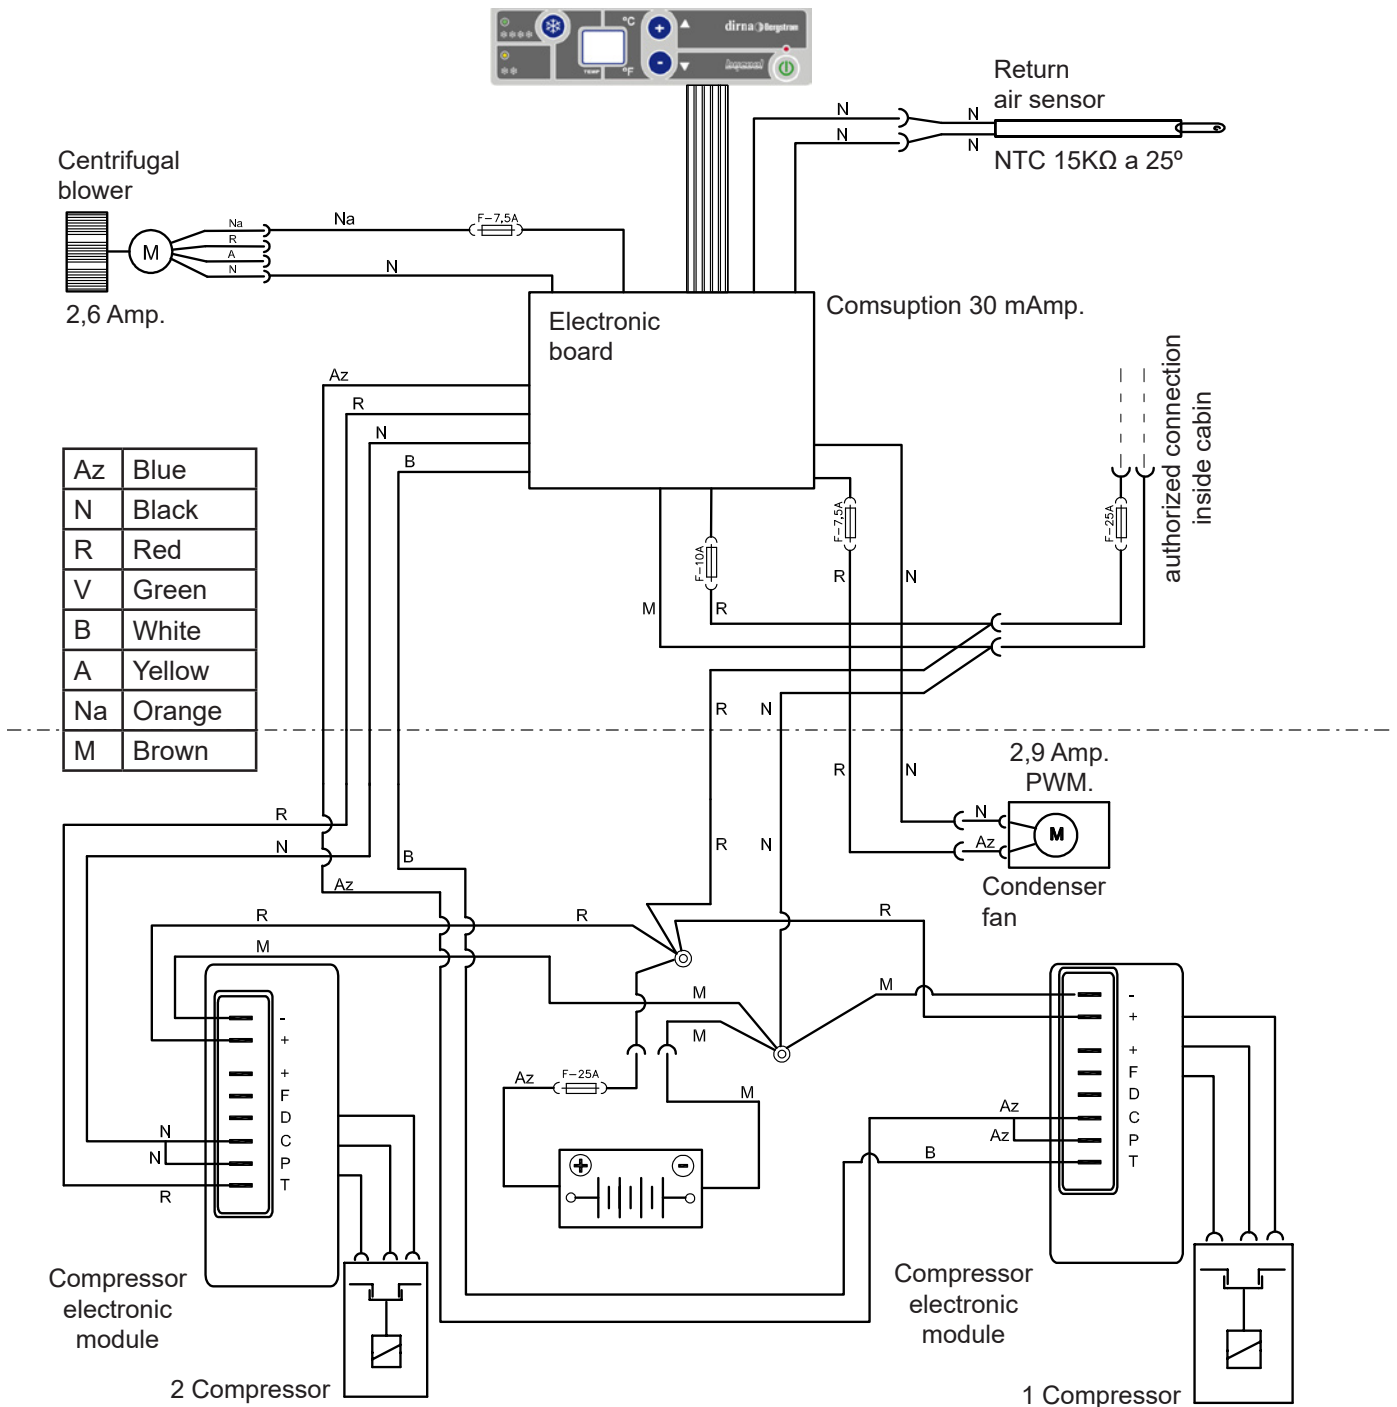 °C
dirna Bergstrom
TEMP
°F
Return
air sensor
NTC 15KΩ a 25º
N
N
N
N
Centrifugal
blower
Na
R
A
N
Na
F-7,5A
N
M
2,6 Amp.
Electronic
board
Comsuption 30 mAmp.
authorized connection
inside cabin
Az
R
N
B
Az Blue
N Black
R Red
V Green
B White
A Yellow
Na Orange
M Brown
F-10A
F-7,5A
F-25A
M
R
R
N
R
N
R
N
2,9 Amp.
PWM.
N
Az
M
Condenser
fan
R
N
B
Az
R
N
R
R
R
M
M
M
M
Az
F-25A
M
-
+
+
F
D
C
P
T
N
N
R
-
+
+
F
D
C
P
T
Az
Az
B
+
-
Compressor
electronic
module
2 Compressor
Compressor
electronic
module
1 Compressor